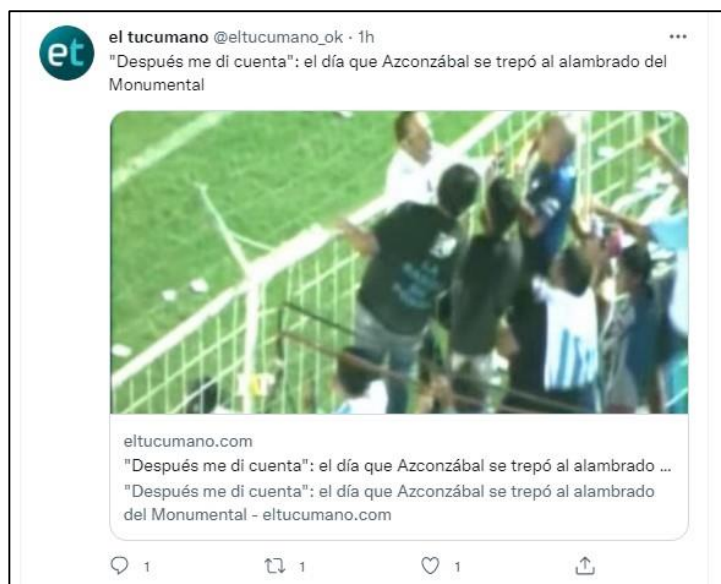 el tucumano @eltucumano_ok · 1h
et
"Después me di cuenta": el día que Azconzábal se trepó al alambrado del
Monumental
eltucumano.com
"Después me di cuenta": el día que Azconzábal se trepó al alambrado ...
"Después me di cuenta": el día que Azconzábal se trepó al alambrado
del Monumental - eltucumano.com
1
1
1